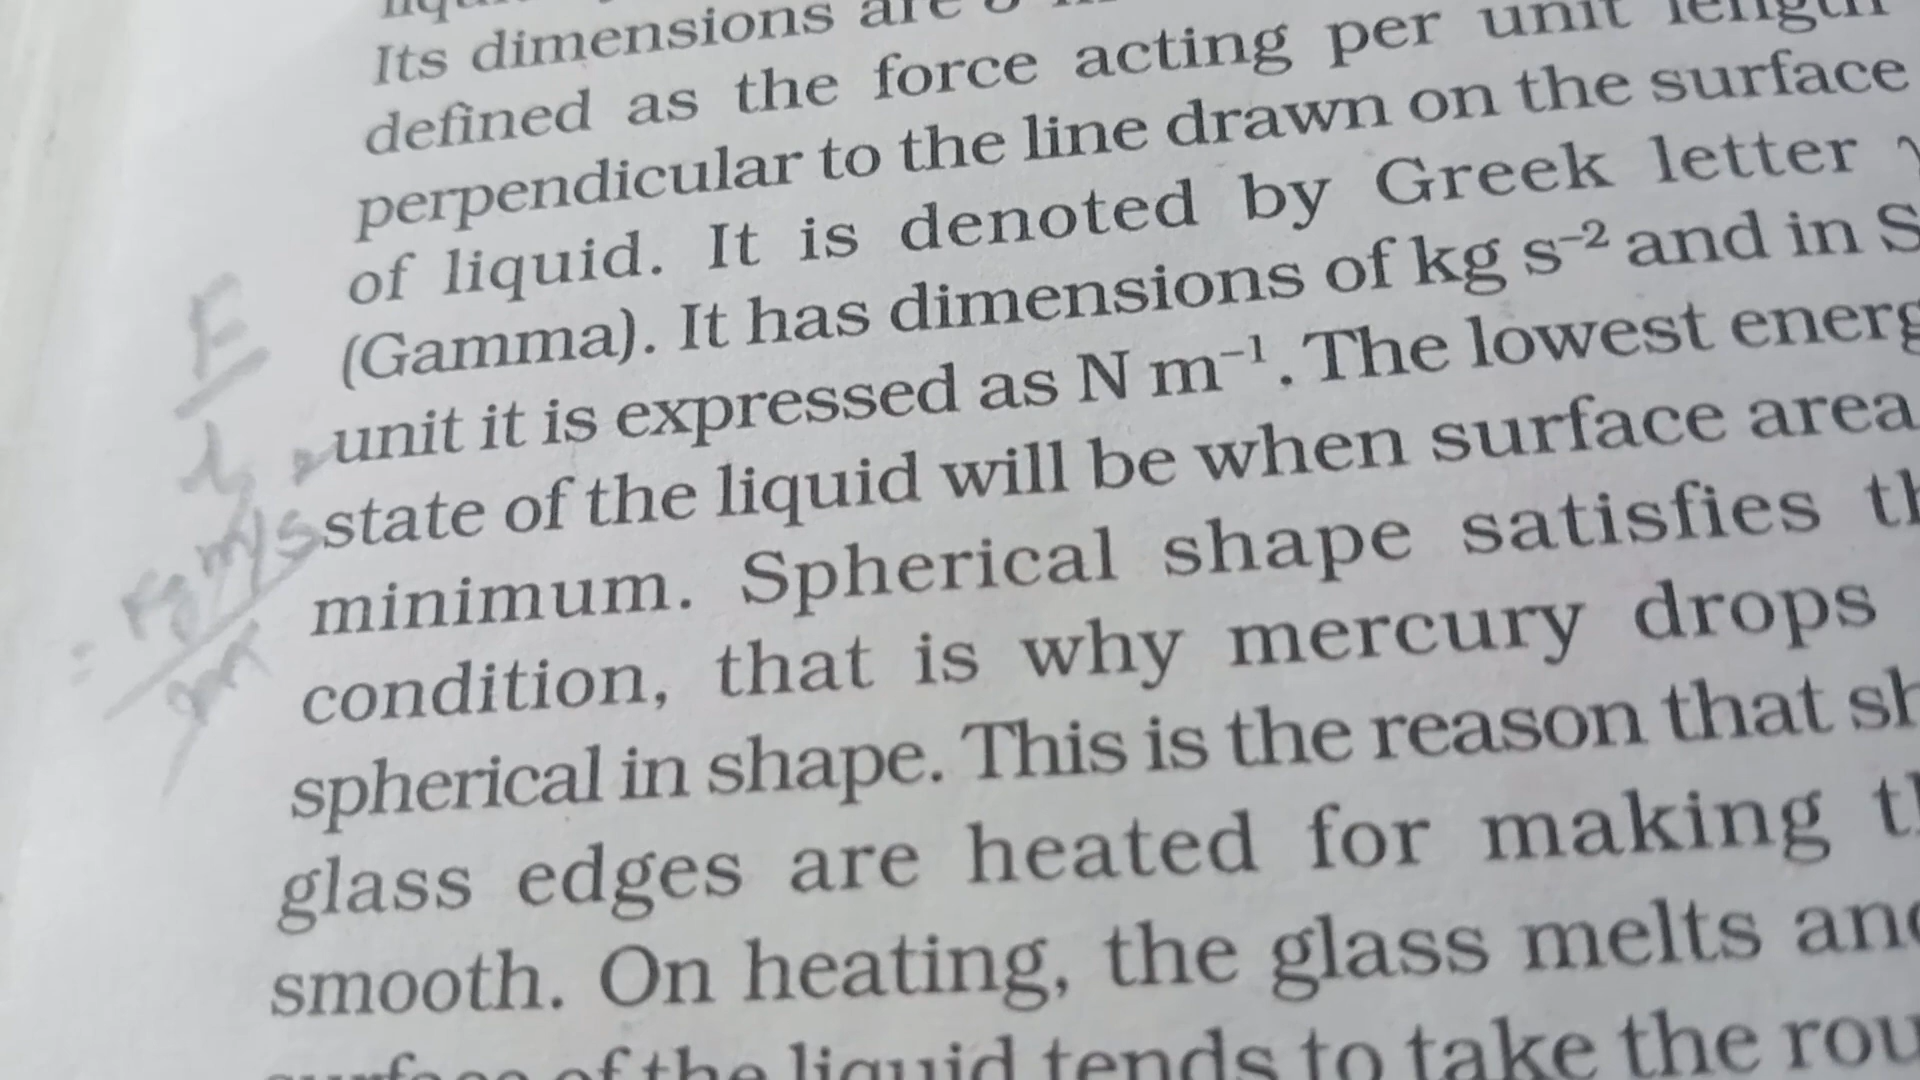 Its dimensions are
defined as the force acting per unit length
perpendicular to the line drawn on the surface
of liquid. It is denoted by Greek letter γ
(Gamma). It has dimensions of kg s⁻² and in S
unit it is expressed as N m⁻¹. The lowest energ
state of the liquid will be when surface area
minimum. Spherical shape satisfies th
condition, that is why mercury drops
spherical in shape. This is the reason that sh
glass edges are heated for making th
smooth. On heating, the glass melts and
surface of the liquid tends to take the rou
F